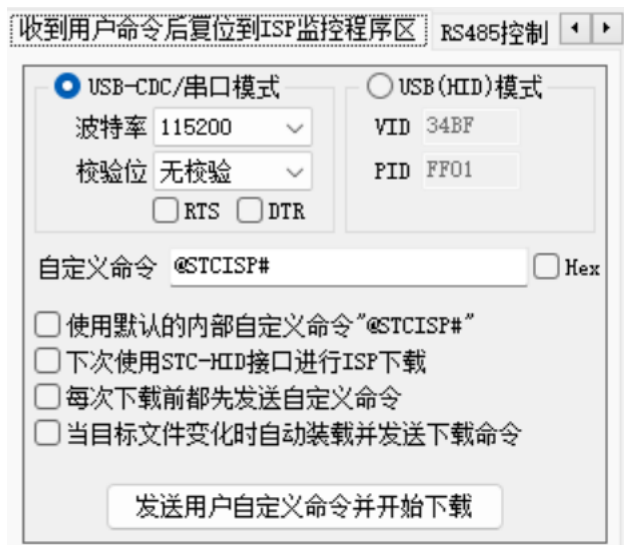 收到用户命令后复位到ISP监控程序区 RS485控制
USB-CDC/串口模式 USB(HID)模式
波特率 115200 VID 34BF
校验位 无校验 PID FF01
RTS DTR
自定义命令 @STCISP# Hex
使用默认的内部自定义命令"@STCISP#"
下次使用STC-HID接口进行ISP下载
每次下载前都先发送自定义命令
当目标文件变化时自动装载并发送下载命令
发送用户自定义命令并开始下载